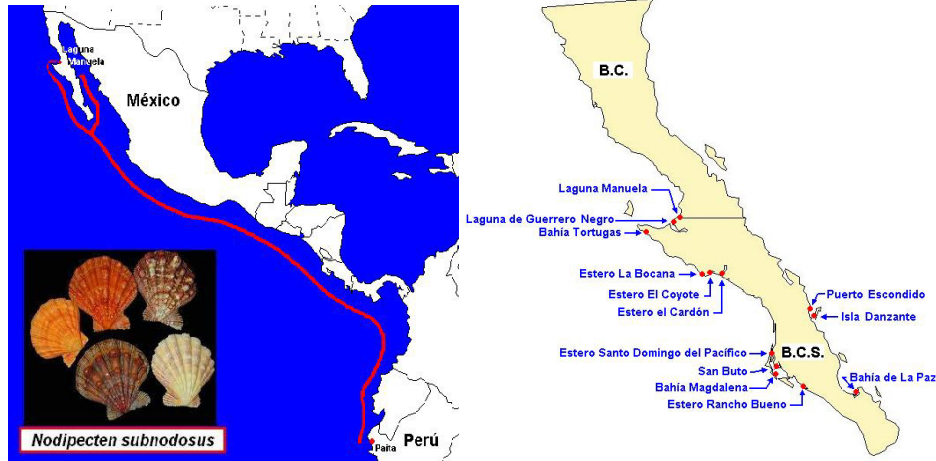 Laguna
Manuela
México
Nodipecten subnodosus
Perú
Paita
B.C.
Laguna Manuela
Laguna de Guerrero Negro
Bahía Tortugas
Estero La Bocana
Estero El Coyote
Estero el Cardón
Puerto Escondido
Isla Danzante
Estero Santo Domingo del Pacífico
B.C.S.
San Buto
Bahía de La Paz
Bahía Magdalena
Estero Rancho Bueno